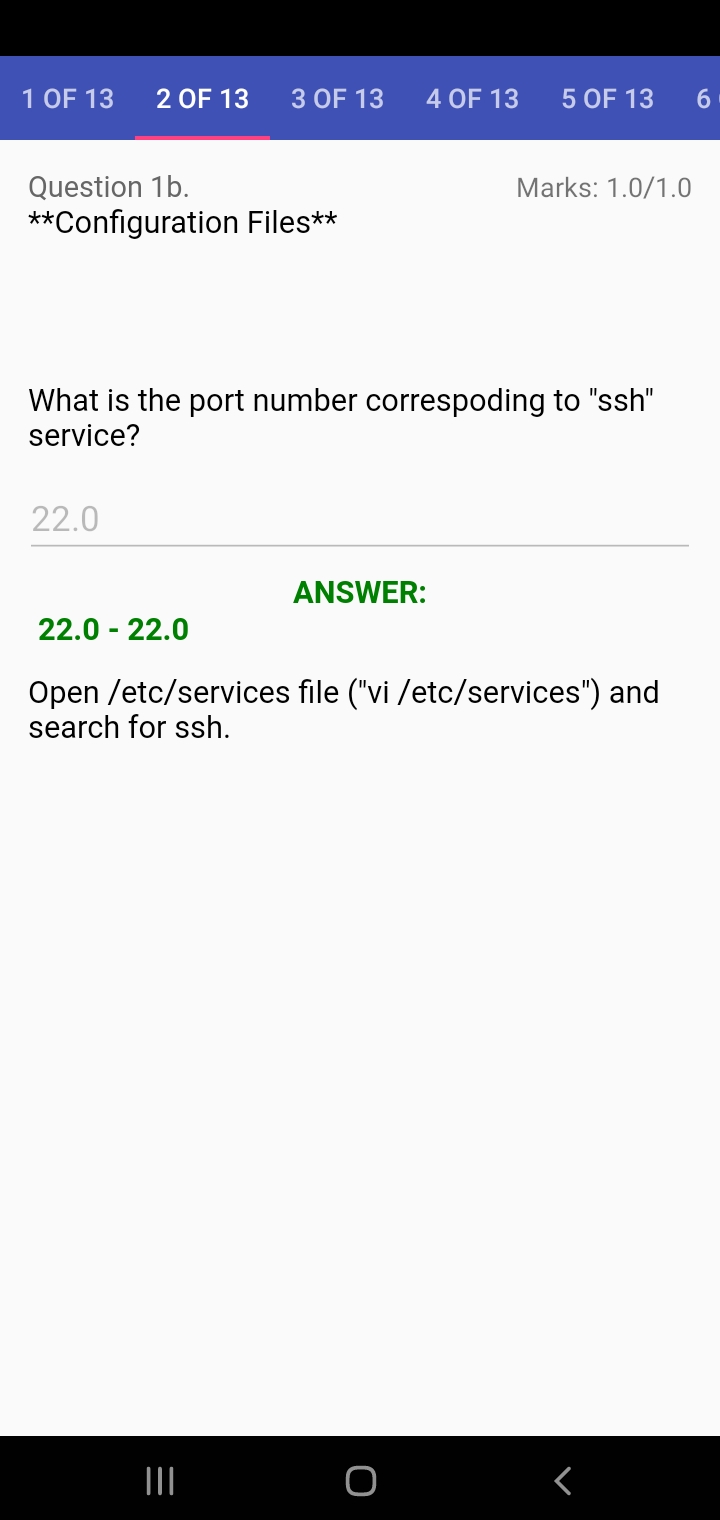 1 OF 13 2 OF 13 3 OF 13 4 OF 13 5 OF 13 6
Question 1b. Marks: 1.0/1.0
**Configuration Files**
What is the port number correspoding to "ssh"
service?
22.0
ANSWER:
22.0 - 22.0
Open /etc/services file ("vi /etc/services") and
search for ssh.